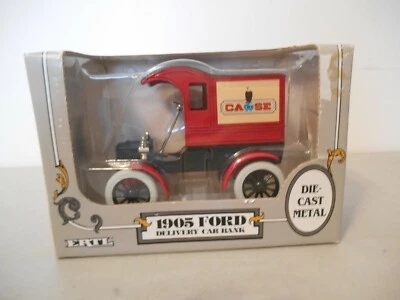 CASE
1905 FORD
DELIVERY CAR BANK
ERTL
DIE-
CAST
METAL